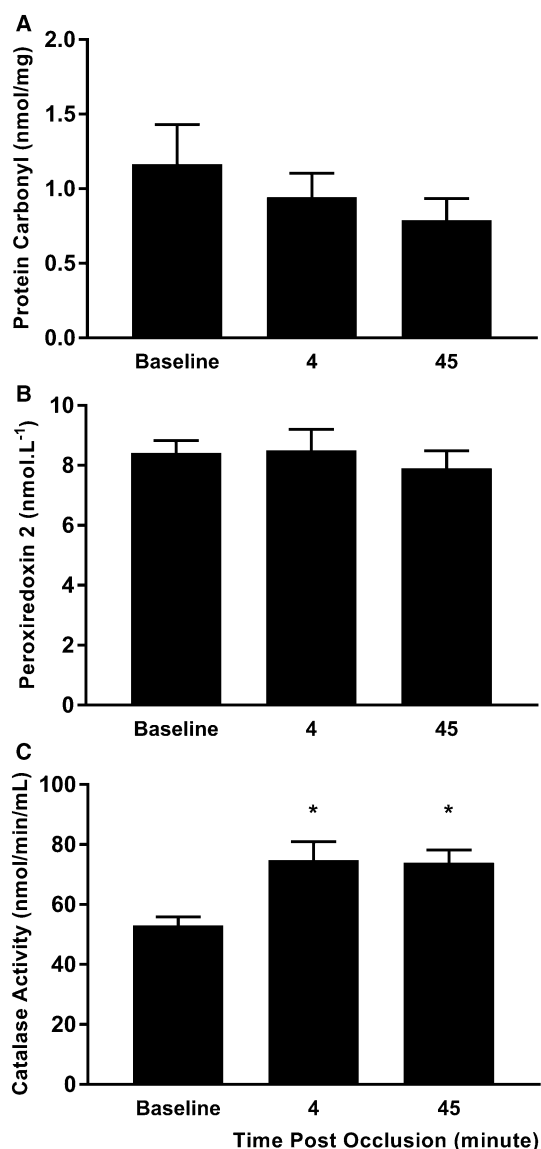 A
Protein Carbonyl (nmol/mg)
2.0
1.5
1.0
0.5
0.0
Baseline 4 45
B
Peroxiredoxin 2 (nmol.L⁻¹)
10
8
6
4
2
0
Baseline 4 45
C
Catalase Activity (nmol/min/mL)
100
80
60
40
20
0
* *
Baseline 4 45
Time Post Occlusion (minute)